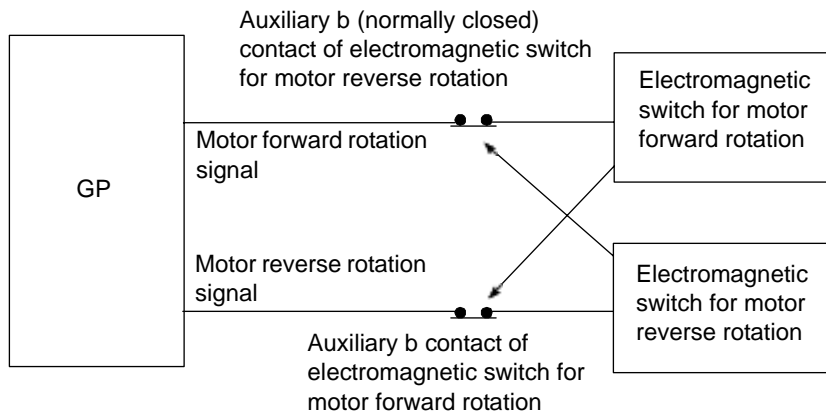 Auxiliary b (normally closed)
contact of electromagnetic switch
for motor reverse rotation
Electromagnetic
switch for motor
forward rotation
Motor forward rotation
signal
GP
Motor reverse rotation
signal
Electromagnetic
switch for motor
reverse rotation
Auxiliary b contact of
electromagnetic switch for
motor forward rotation